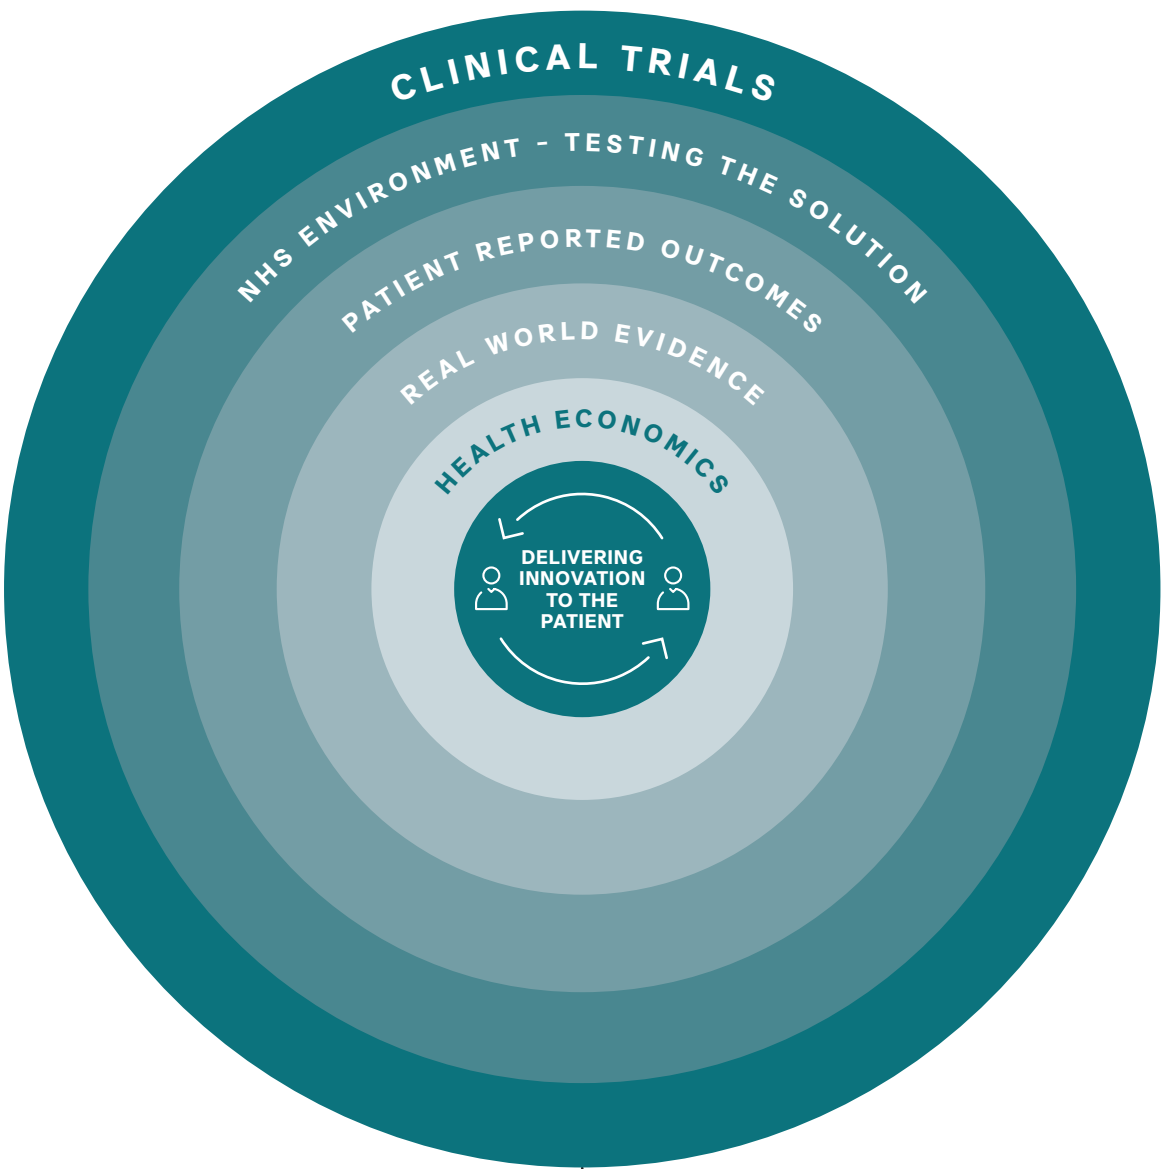 CLINICAL TRIALS
NHS ENVIRONMENT - TESTING THE SOLUTION
PATIENT REPORTED OUTCOMES
REAL WORLD EVIDENCE
HEALTH ECONOMICS
DELIVERING
INNOVATION
TO THE
PATIENT